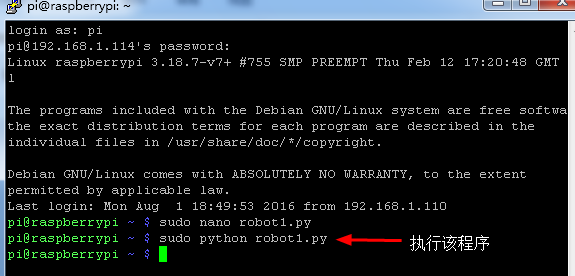 pi@raspberrypi: ~
login as: pi
pi@192.168.1.114's password:
Linux raspberrypi 3.18.7-v7+ #755 SMP PREEMPT Thu Feb 12 17:20:48 GMT
l
The programs included with the Debian GNU/Linux system are free softwa
the exact distribution terms for each program are described in the
individual files in /usr/share/doc/*/copyright.
Debian GNU/Linux comes with ABSOLUTELY NO WARRANTY, to the extent
permitted by applicable law.
Last login: Mon Aug  1 18:49:53 2016 from 192.168.1.110
pi@raspberrypi ~ $ sudo nano robot1.py
pi@raspberrypi ~ $ sudo python robot1.py 执行该程序
pi@raspberrypi ~ $